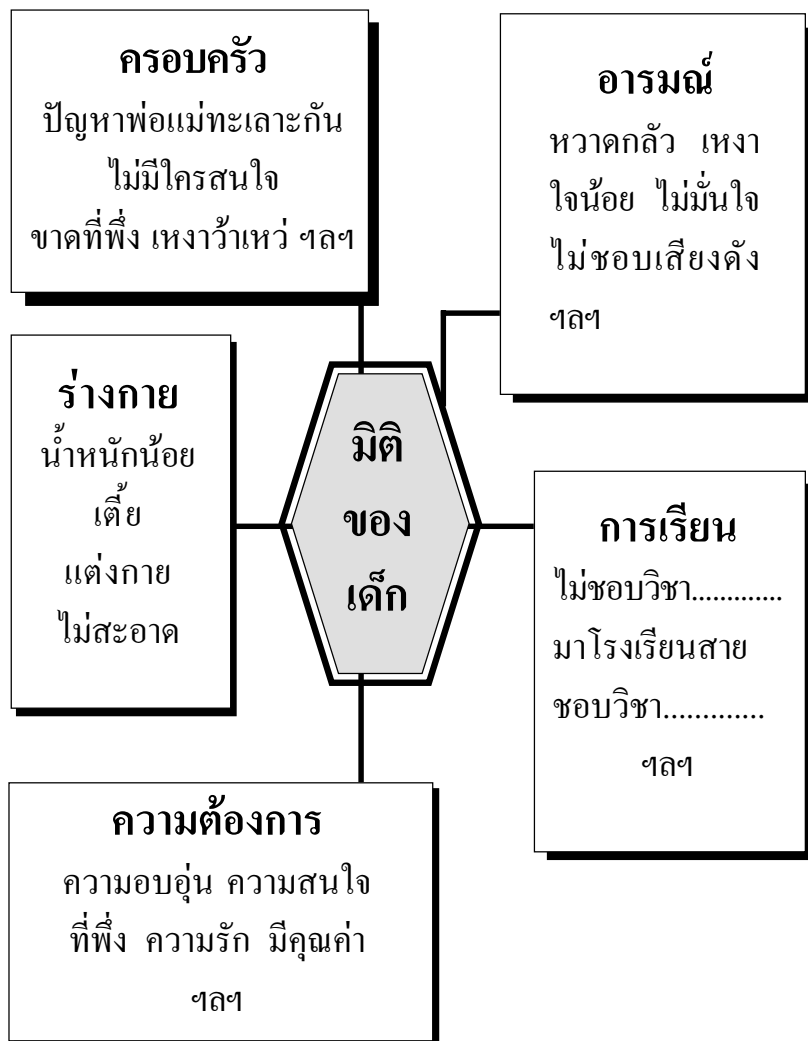 ครอบครัว
ปัญหาพ่อแม่ทะเลาะกัน
ไม่มีใครสนใจ
ขาดที่พึ่ง เหงาว้าเหว่ ฯลฯ
อารมณ์
หวาดกลัว เหงา
ใจน้อย ไม่มั่นใจ
ไม่ชอบเสียงดัง
ฯลฯ
ร่างกาย
น้ำหนักน้อย
เตี้ย
แต่งกาย
ไม่สะอาด
มิติ
ของ
เด็ก
การเรียน
ไม่ชอบวิชา.............
มาโรงเรียนสาย
ชอบวิชา..............
ฯลฯ
ความต้องการ
ความอบอุ่น ความสนใจ
ที่พึ่ง ความรัก มีคุณค่า
ฯลฯ